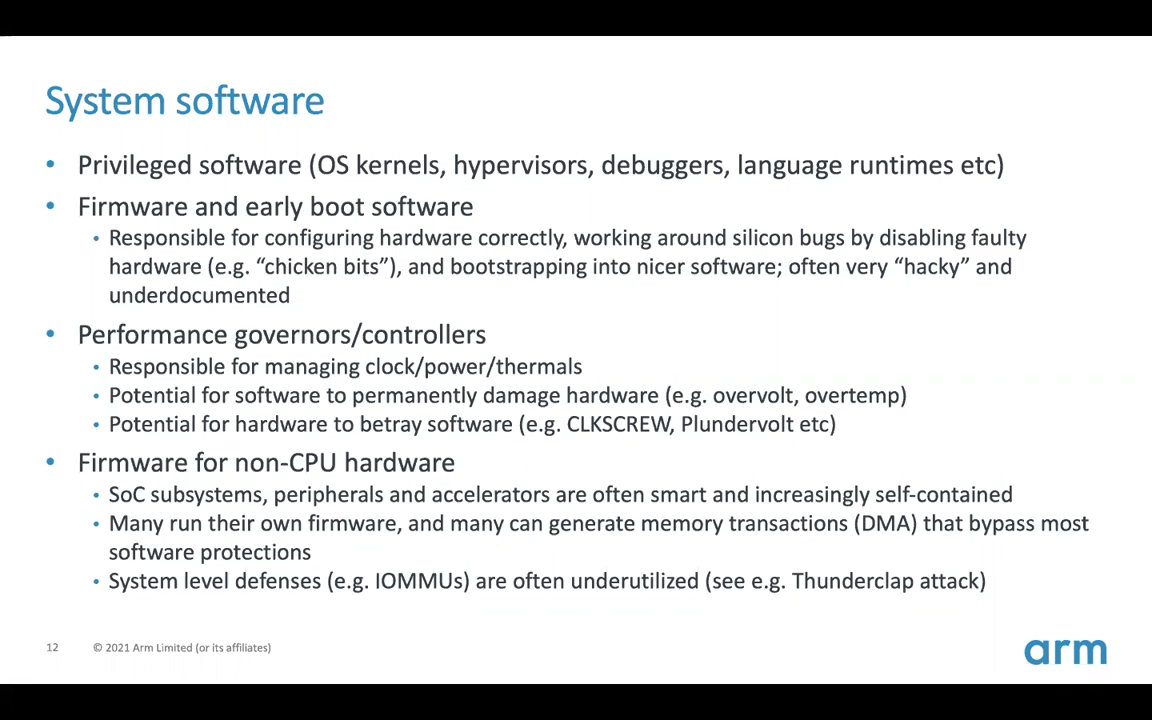 System software
• Privileged software (OS kernels, hypervisors, debuggers, language runtimes etc)
• Firmware and early boot software
• Responsible for configuring hardware correctly, working around silicon bugs by disabling faulty
hardware (e.g. “chicken bits”), and bootstrapping into nicer software; often very “hacky” and
underdocumented
• Performance governors/controllers
• Responsible for managing clock/power/thermals
• Potential for software to permanently damage hardware (e.g. overvolt, overtemp)
• Potential for hardware to betray software (e.g. CLKSCREW, Plundervolt etc)
• Firmware for non-CPU hardware
• SoC subsystems, peripherals and accelerators are often smart and increasingly self-contained
• Many run their own firmware, and many can generate memory transactions (DMA) that bypass most
software protections
• System level defenses (e.g. IOMMUs) are often underutilized (see e.g. Thunderclap attack)
12 © 2021 Arm Limited (or its affiliates)
arm